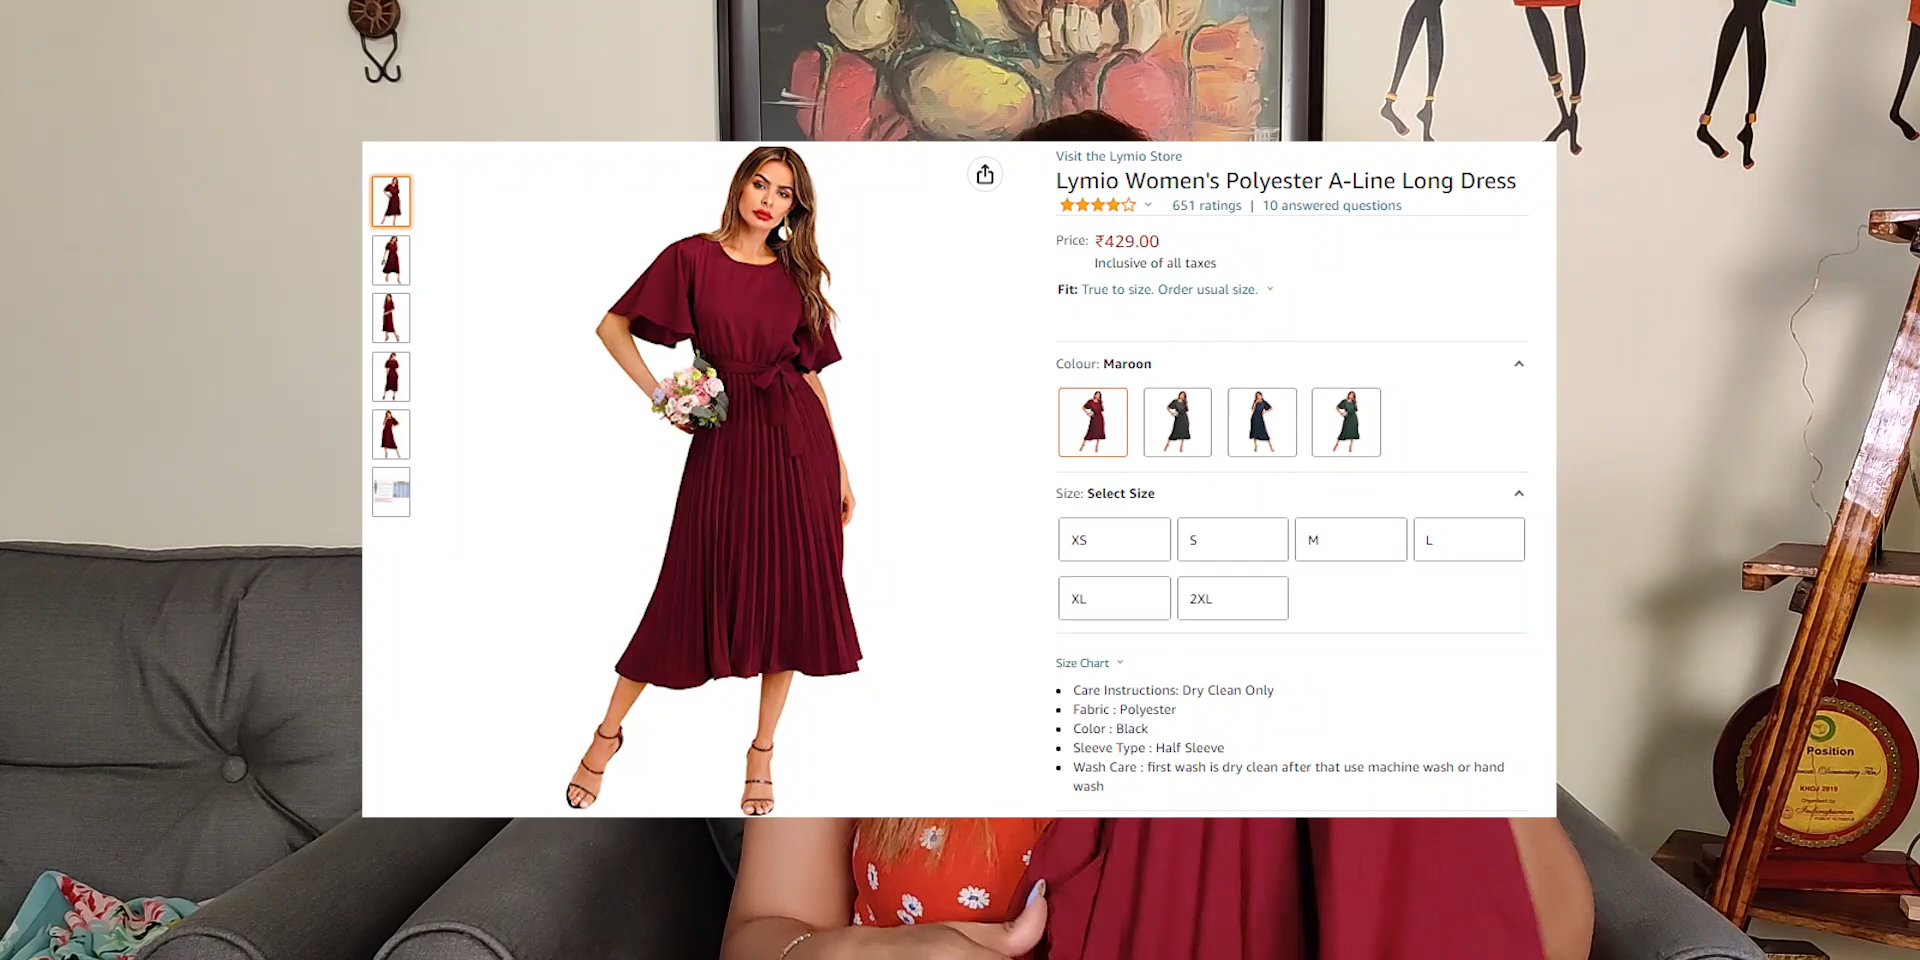 Visit the Lymio Store
Lymio Women's Polyester A-Line Long Dress
651 ratings | 10 answered questions
Price: ₹429.00
Inclusive of all taxes
Fit: True to size. Order usual size.
Colour: Maroon
Size: Select Size
XS
S
M
L
XL
2XL
Size Chart
Care Instructions: Dry Clean Only
Fabric : Polyester
Color : Black
Sleeve Type : Half Sleeve
Wash Care : first wash is dry clean after that use machine wash or hand
wash
Position
KHOJ 2019